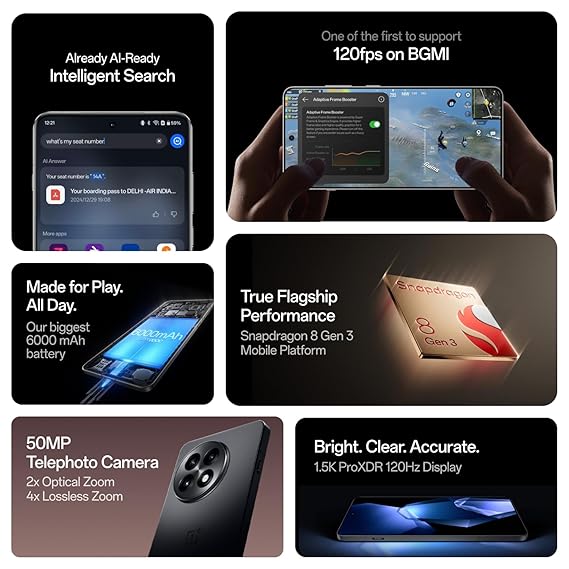 Already AI-Ready
Intelligent Search
12:21
55%
what's my seat number
AI Answer
Your seat number is "14A".
Your boarding pass to DELHI -AIR INDIA...
2024/12/29 19:08
More apps
One of the first to support
120fps on BGMI
Adaptive Frame Booster
Adaptive Frame Booster
Made for Play.
All Day.
Our biggest
6000 mAh
battery
6000mAh
True Flagship
Performance
Snapdragon 8 Gen 3
Mobile Platform
Snapdragon
8
Gen 3
50MP
Telephoto Camera
2x Optical Zoom
4x Lossless Zoom
Bright. Clear. Accurate.
1.5K ProXDR 120Hz Display